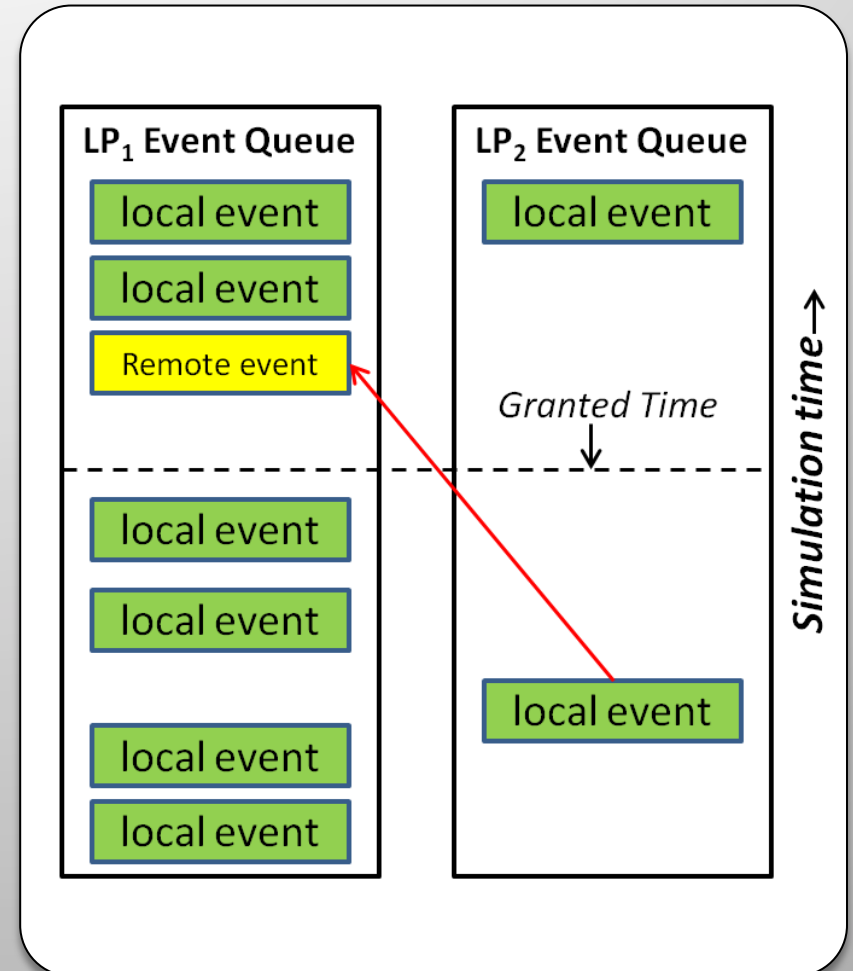 LP₁ Event Queue
local event
local event
Remote event
local event
local event
local event
local event
LP₂ Event Queue
local event
Granted Time
local event
Simulation time→